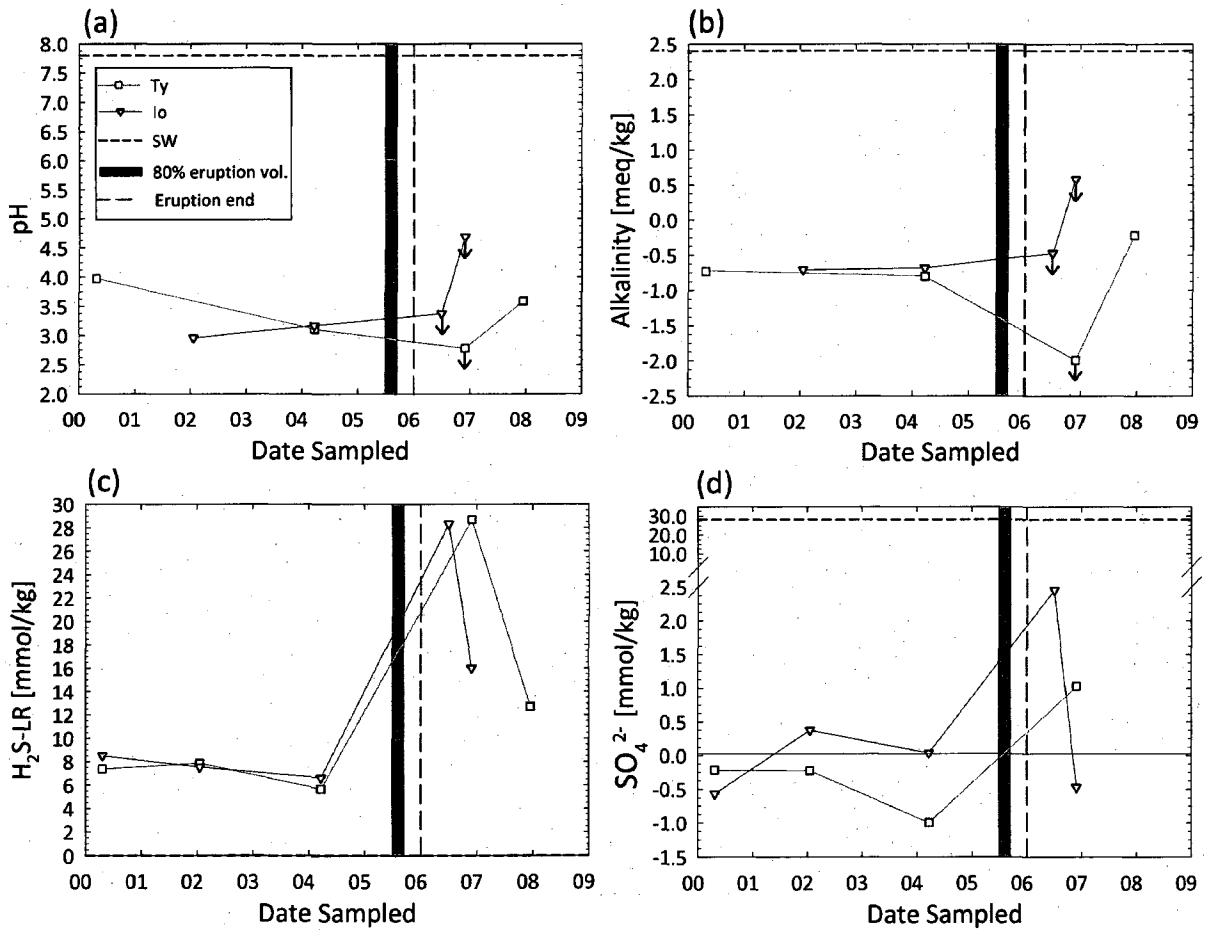 (a)
8.0
7.5
7.0
6.5
6.0
5.5
5.0
4.5
4.0
3.5
3.0
2.5
2.0
pH
Ty
Io
SW
80% eruption vol.
Eruption end
00 01 02 03 04 05 06 07 08 09
Date Sampled
(b)
2.5
2.0
1.5
1.0
0.5
0.0
-0.5
-1.0
-1.5
-2.0
-2.5
Alkalinity [meq/kg]
00 01 02 03 04 05 06 07 08 09
Date Sampled
(c)
30
28
26
24
22
20
18
16
14
12
10
8
6
4
2
0
H2S-LR [mmol/kg]
00 01 02 03 04 05 06 07 08 09
Date Sampled
(d)
30.0
20.0
10.0
2.5
2.0
1.5
1.0
0.5
0.0
-0.5
-1.0
-1.5
SO4 2- [mmol/kg]
00 01 02 03 04 05 06 07 08 09
Date Sampled